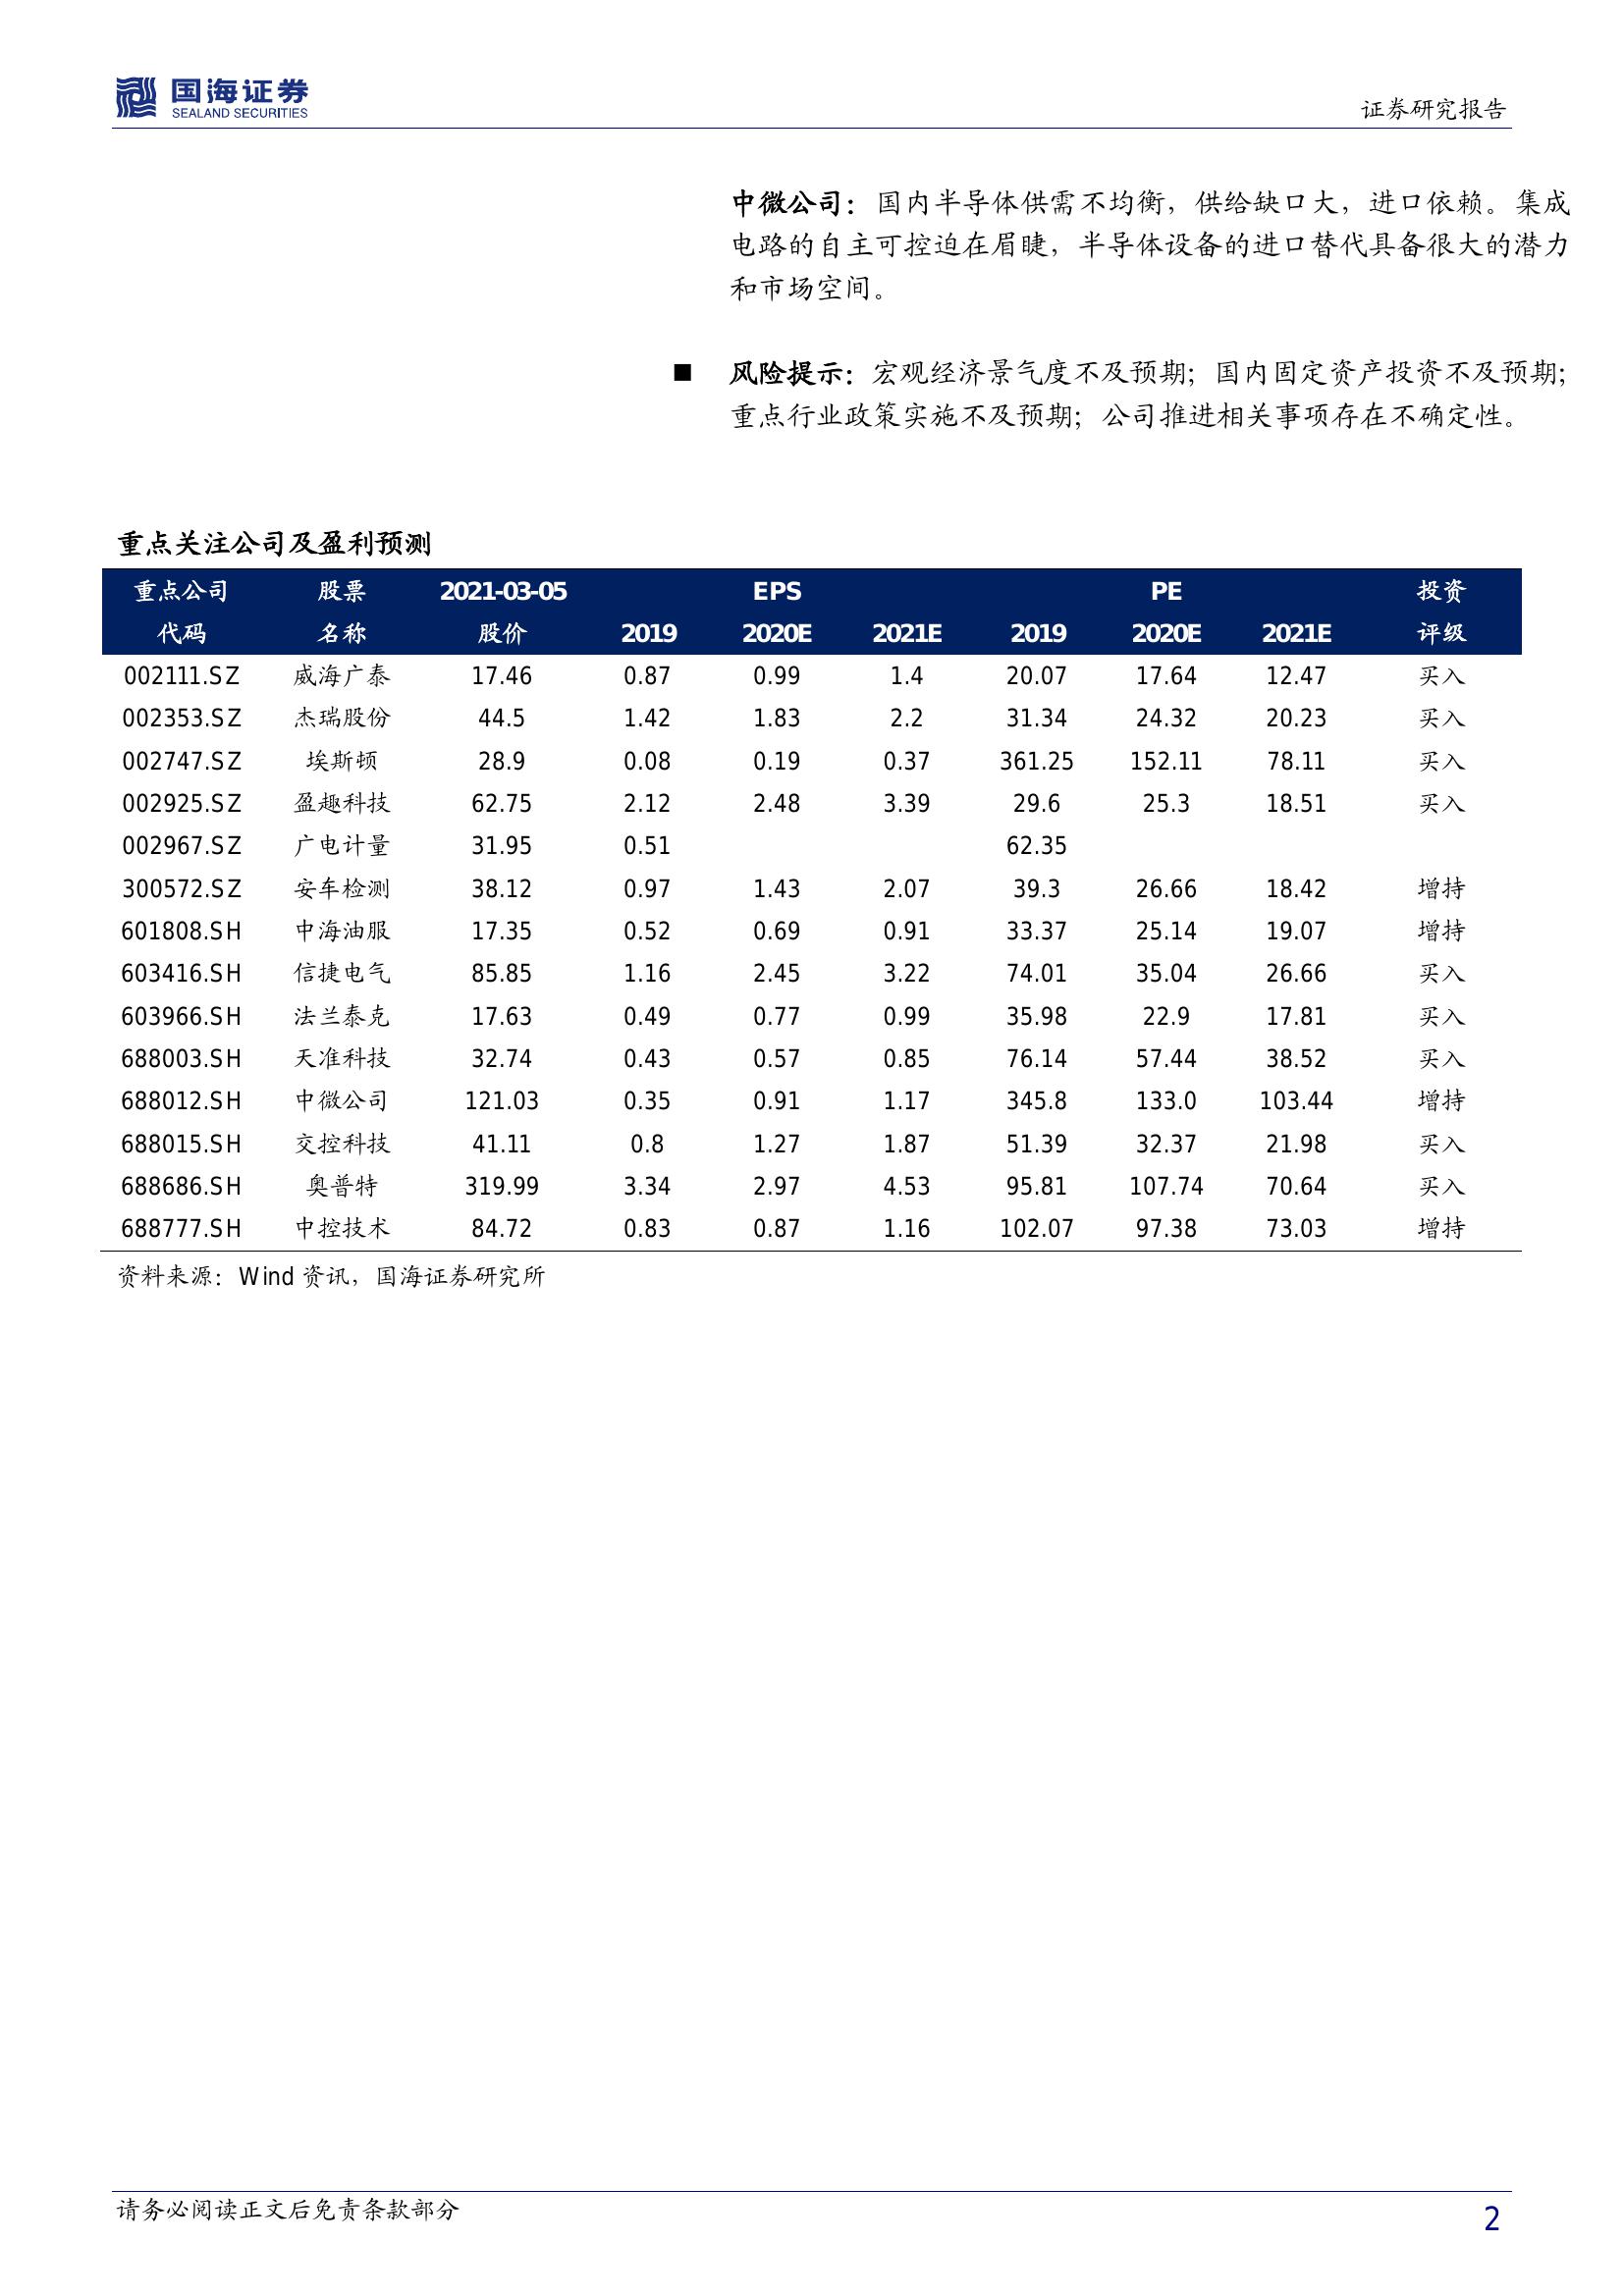 国海证券
SEALAND SECURITIES
证券研究报告
中微公司：国内半导体供需不均衡，供给缺口大，进口依赖。集成
电路的自主可控迫在眉睫，半导体设备的进口替代具备很大的潜力
和市场空间。
■ 风险提示：宏观经济景气度不及预期；国内固定资产投资不及预期；
重点行业政策实施不及预期；公司推进相关事项存在不确定性。
重点关注公司及盈利预测
重点公司 股票 2021-03-05 EPS PE 投资
代码 名称 股价 2019 2020E 2021E 2019 2020E 2021E 评级
002111.SZ 威海广泰 17.46 0.87 0.99 1.4 20.07 17.64 12.47 买入
002353.SZ 杰瑞股份 44.5 1.42 1.83 2.2 31.34 24.32 20.23 买入
002747.SZ 埃斯顿 28.9 0.08 0.19 0.37 361.25 152.11 78.11 买入
002925.SZ 盈趣科技 62.75 2.12 2.48 3.39 29.6 25.3 18.51 买入
002967.SZ 广电计量 31.95 0.51 62.35
300572.SZ 安车检测 38.12 0.97 1.43 2.07 39.3 26.66 18.42 增持
601808.SH 中海油服 17.35 0.52 0.69 0.91 33.37 25.14 19.07 增持
603416.SH 信捷电气 85.85 1.16 2.45 3.22 74.01 35.04 26.66 买入
603966.SH 法兰泰克 17.63 0.49 0.77 0.99 35.98 22.9 17.81 买入
688003.SH 天准科技 32.74 0.43 0.57 0.85 76.14 57.44 38.52 买入
688012.SH 中微公司 121.03 0.35 0.91 1.17 345.8 133.0 103.44 增持
688015.SH 交控科技 41.11 0.8 1.27 1.87 51.39 32.37 21.98 买入
688686.SH 奥普特 319.99 3.34 2.97 4.53 95.81 107.74 70.64 买入
688777.SH 中控技术 84.72 0.83 0.87 1.16 102.07 97.38 73.03 增持
资料来源：Wind 资讯，国海证券研究所
请务必阅读正文后免责条款部分
2